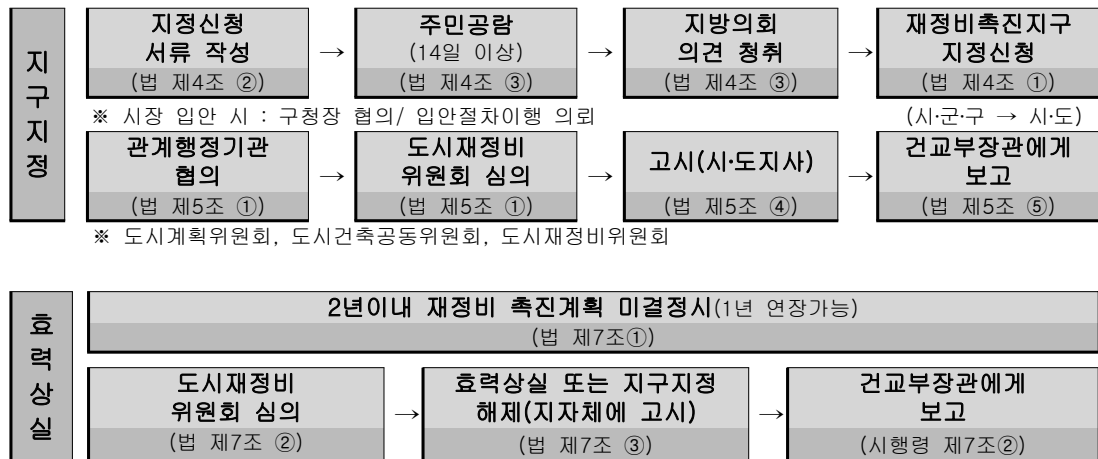 지구지정
지정신청 서류 작성 (법 제4조 ②)
→
주민공람 (14일 이상) (법 제4조 ③)
→
지방의회 의견 청취 (법 제4조 ③)
→
재정비촉진지구 지정신청 (법 제4조 ①)
※ 시장 입안 시 : 구청장 협의/ 입안절차이행 의뢰
(시·군·구 → 시·도)
관계행정기관 협의 (법 제5조 ①)
→
도시재정비 위원회 심의 (법 제5조 ①)
→
고시(시·도지사) (법 제5조 ④)
→
건교부장관에게 보고 (법 제5조 ⑤)
※ 도시계획위원회, 도시건축공동위원회, 도시재정비위원회
효력상실
2년이내 재정비 촉진계획 미결정시(1년 연장가능)
(법 제7조①)
도시재정비 위원회 심의 (법 제7조 ②)
→
효력상실 또는 지구지정 해제(지자체에 고시) (법 제7조 ③)
→
건교부장관에게 보고 (시행령 제7조②)